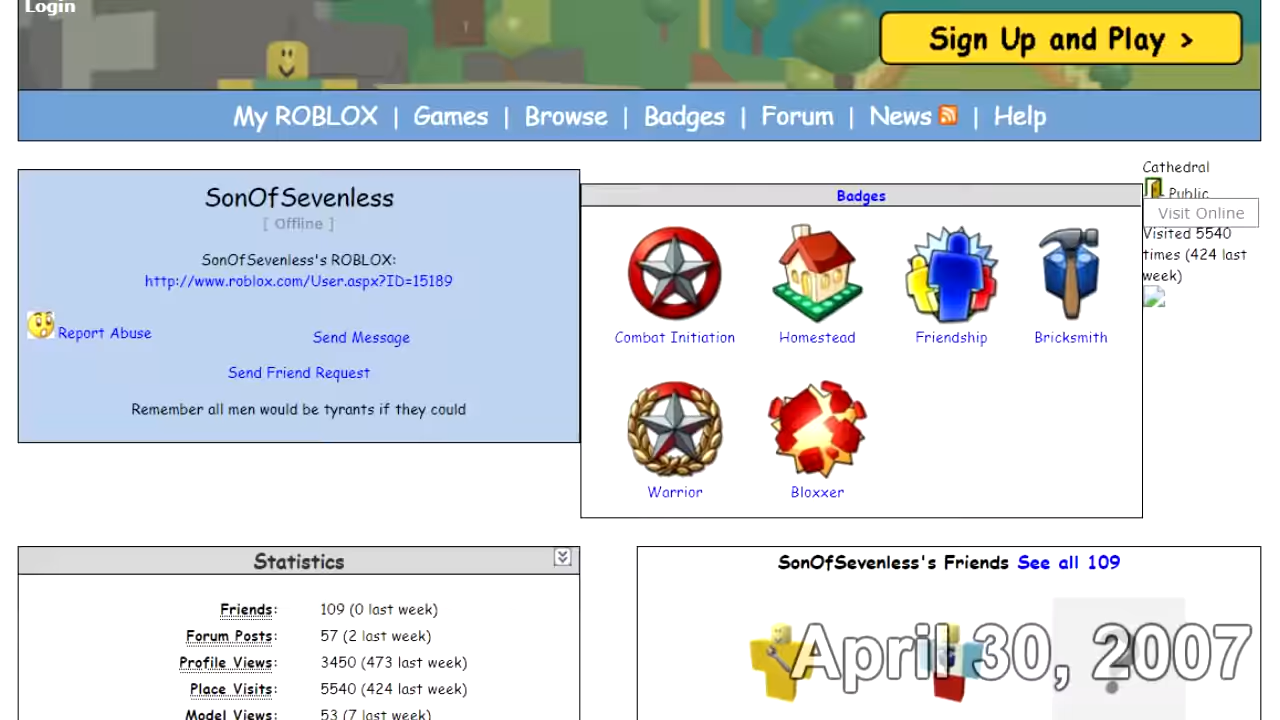 Login
Sign Up and Play >
My ROBLOX | Games | Browse | Badges | Forum | News | Help
SonOfSevenless
[ Offline ]
SonOfSevenless's ROBLOX:
http://www.roblox.com/User.aspx?ID=15189
Report Abuse
Send Message
Send Friend Request
Remember all men would be tyrants if they could
Badges
Combat Initiation
Homestead
Friendship
Bricksmith
Warrior
Bloxxer
Cathedral
Public
Visit Online
Visited 5540
times (424 last
week)
Statistics
Friends: 109 (0 last week)
Forum Posts: 57 (2 last week)
Profile Views: 3450 (473 last week)
Place Visits: 5540 (424 last week)
Model Views: 53 (7 last week)
SonOfSevenless's Friends See all 109
April 30, 2007